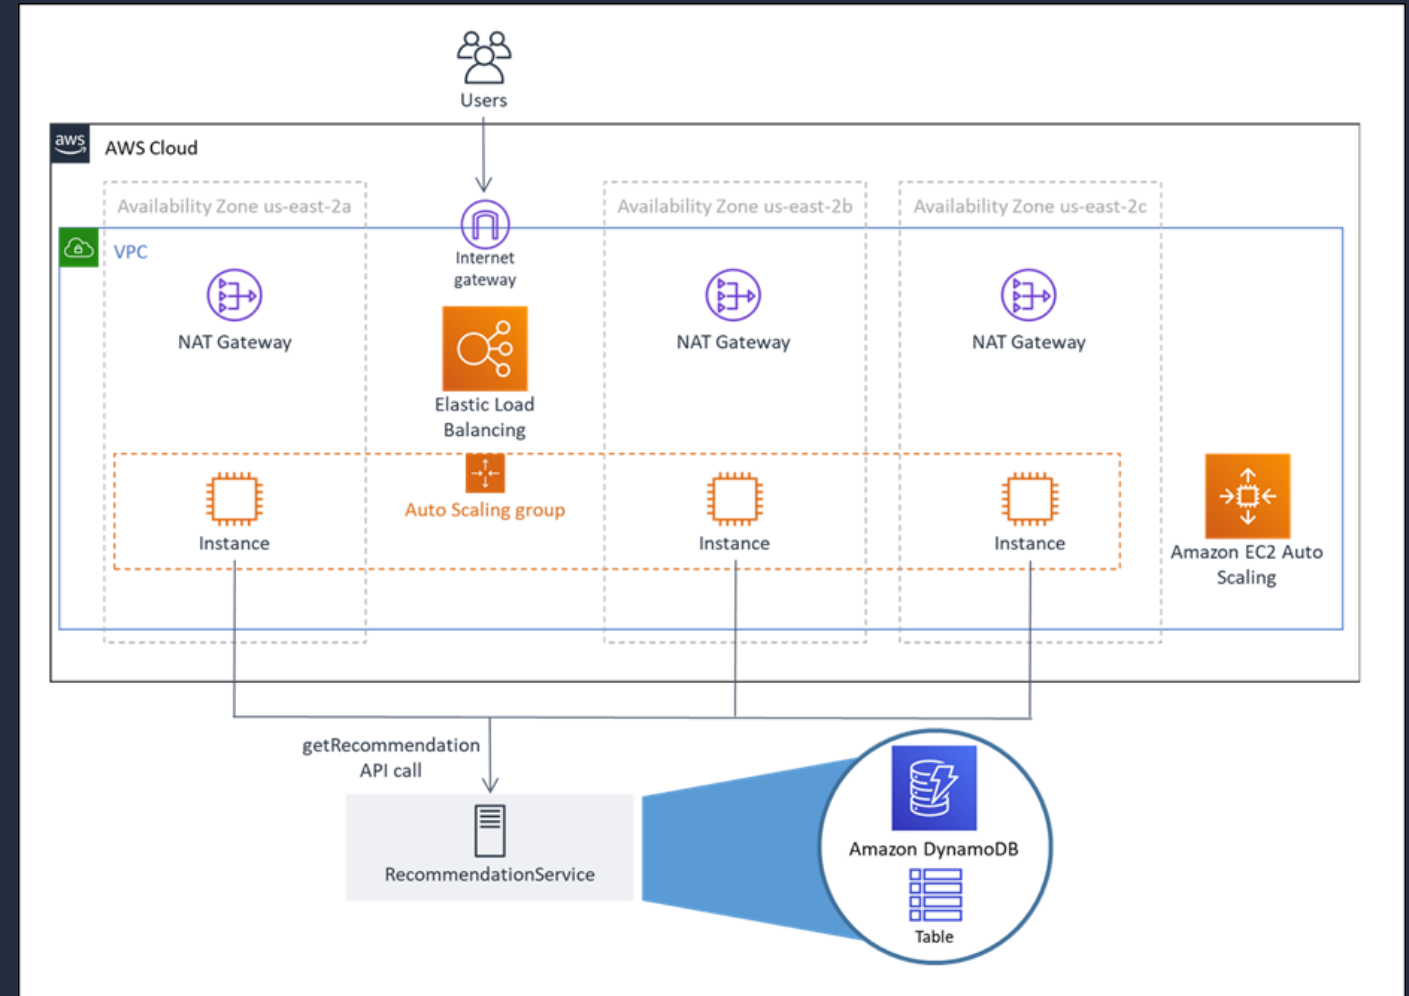 Users
aws
AWS Cloud
Availability Zone us-east-2a
Availability Zone us-east-2b
Availability Zone us-east-2c
VPC
Internet
gateway
NAT Gateway
NAT Gateway
NAT Gateway
Elastic Load
Balancing
Auto Scaling group
Instance
Instance
Instance
Amazon EC2 Auto
Scaling
getRecommendation
API call
RecommendationService
Amazon DynamoDB
Table